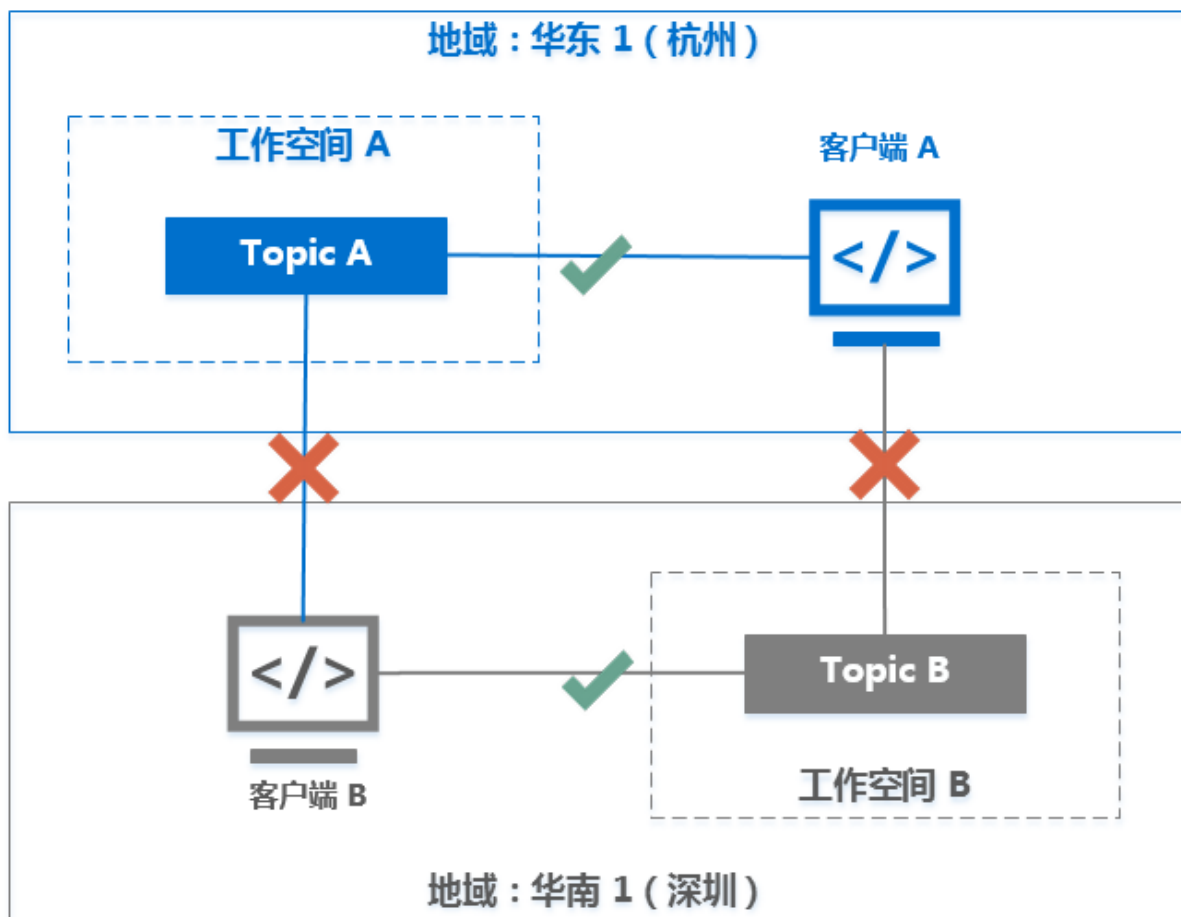 地域：华东 1（杭州）
工作空间 A
客户端 A
Topic A
</>
</>
Topic B
客户端 B
工作空间 B
地域：华南 1（深圳）